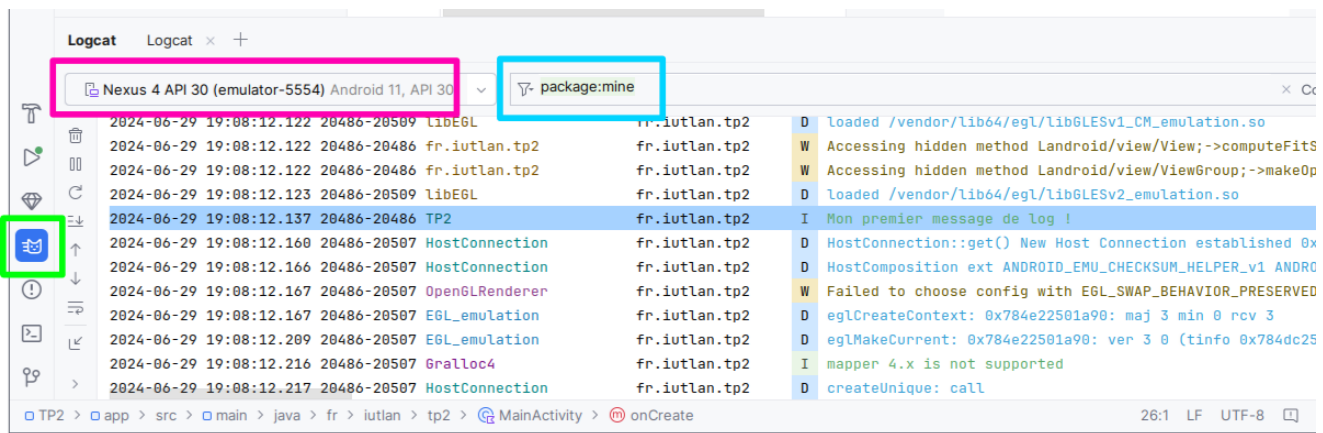 Logcat Logcat × +
Nexus 4 API 30 (emulator-5554) Android 11, API 30 package:mine × Cc
2024-06-29 19:08:12.122 20486-20509 libEGL fr.iutlan.tp2 D loaded /vendor/lib64/egl/libGLESv1_CM_emulation.so
2024-06-29 19:08:12.122 20486-20486 fr.iutlan.tp2 fr.iutlan.tp2 W Accessing hidden method Landroid/view/View;->computeFitS
2024-06-29 19:08:12.122 20486-20486 fr.iutlan.tp2 fr.iutlan.tp2 W Accessing hidden method Landroid/view/ViewGroup;->makeOp
2024-06-29 19:08:12.123 20486-20509 libEGL fr.iutlan.tp2 D loaded /vendor/lib64/egl/libGLESv2_emulation.so
2024-06-29 19:08:12.137 20486-20486 TP2 fr.iutlan.tp2 I Mon premier message de log !
2024-06-29 19:08:12.160 20486-20507 HostConnection fr.iutlan.tp2 D HostConnection::get() New Host Connection established 0x
2024-06-29 19:08:12.166 20486-20507 HostConnection fr.iutlan.tp2 D HostComposition ext ANDROID_EMU_CHECKSUM_HELPER_v1 ANDRO
2024-06-29 19:08:12.167 20486-20507 OpenGLRenderer fr.iutlan.tp2 W Failed to choose config with EGL_SWAP_BEHAVIOR_PRESERVED
2024-06-29 19:08:12.167 20486-20507 EGL_emulation fr.iutlan.tp2 D eglCreateContext: 0x784e22501a90: maj 3 min 0 rcv 3
2024-06-29 19:08:12.209 20486-20507 EGL_emulation fr.iutlan.tp2 D eglMakeCurrent: 0x784e22501a90: ver 3 0 (tinfo 0x784dc25
2024-06-29 19:08:12.216 20486-20507 Gralloc4 fr.iutlan.tp2 I mapper 4.x is not supported
2024-06-29 19:08:12.217 20486-20507 HostConnection fr.iutlan.tp2 D createUnique: call
TP2 > app > src > main > java > fr > iutlan > tp2 > MainActivity > onCreate 26:1 LF UTF-8